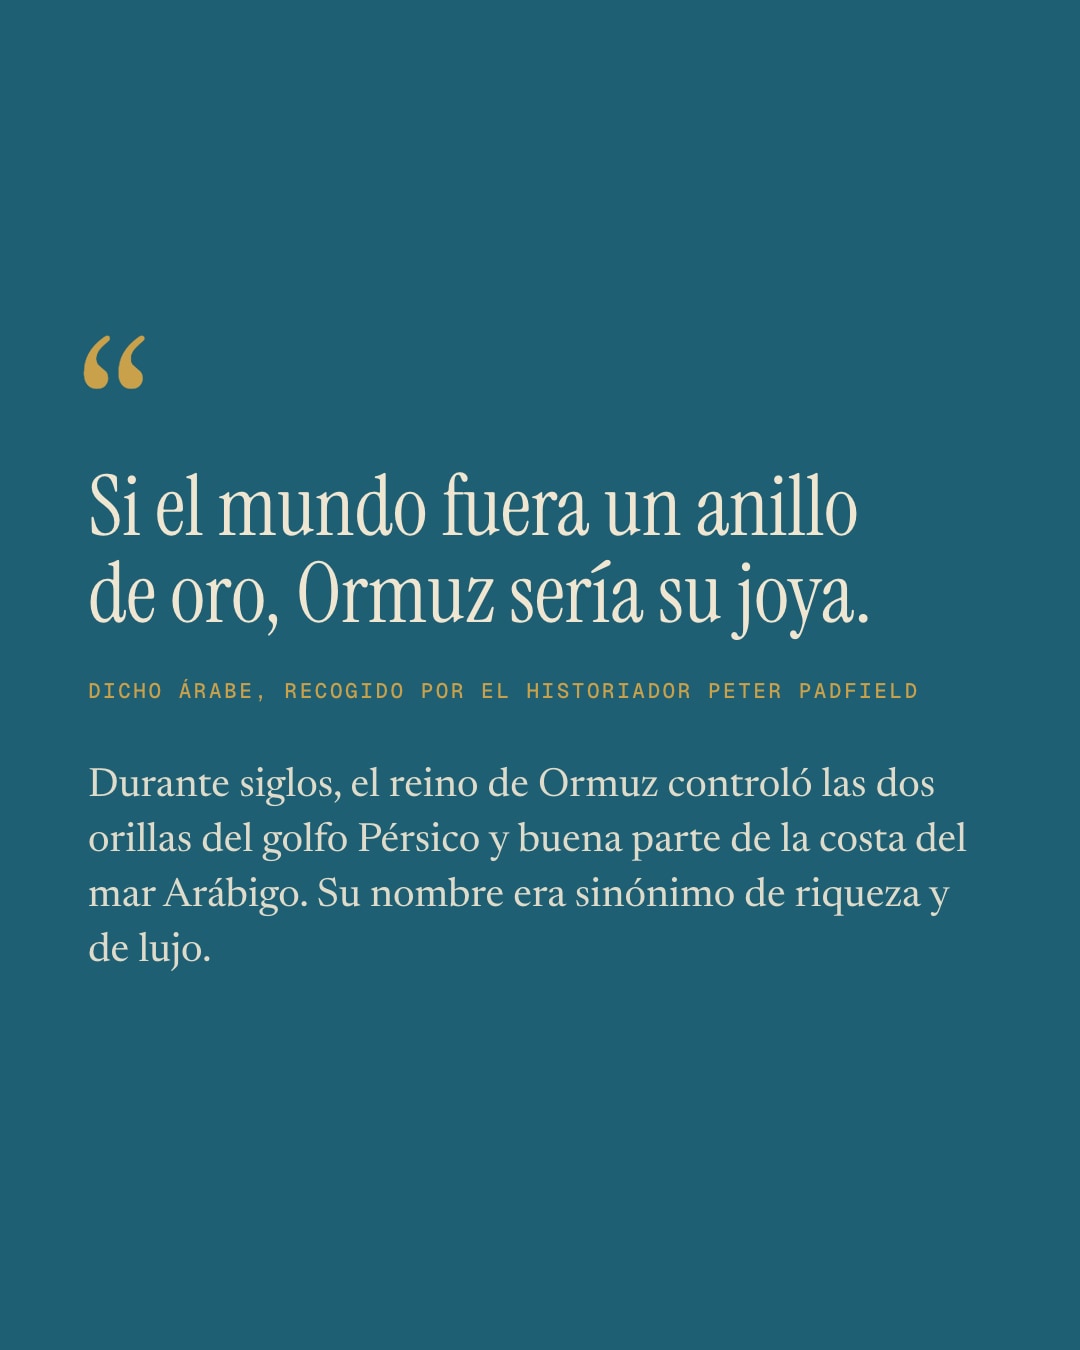 “
Si el mundo fuera un anillo
de oro, Ormuz sería su joya.
DICHO ÁRABE, RECOGIDO POR EL HISTORIADOR PETER PADFIELD
Durante siglos, el reino de Ormuz controló las dos
orillas del golfo Pérsico y buena parte de la costa del
mar Arábigo. Su nombre era sinónimo de riqueza y
de lujo.